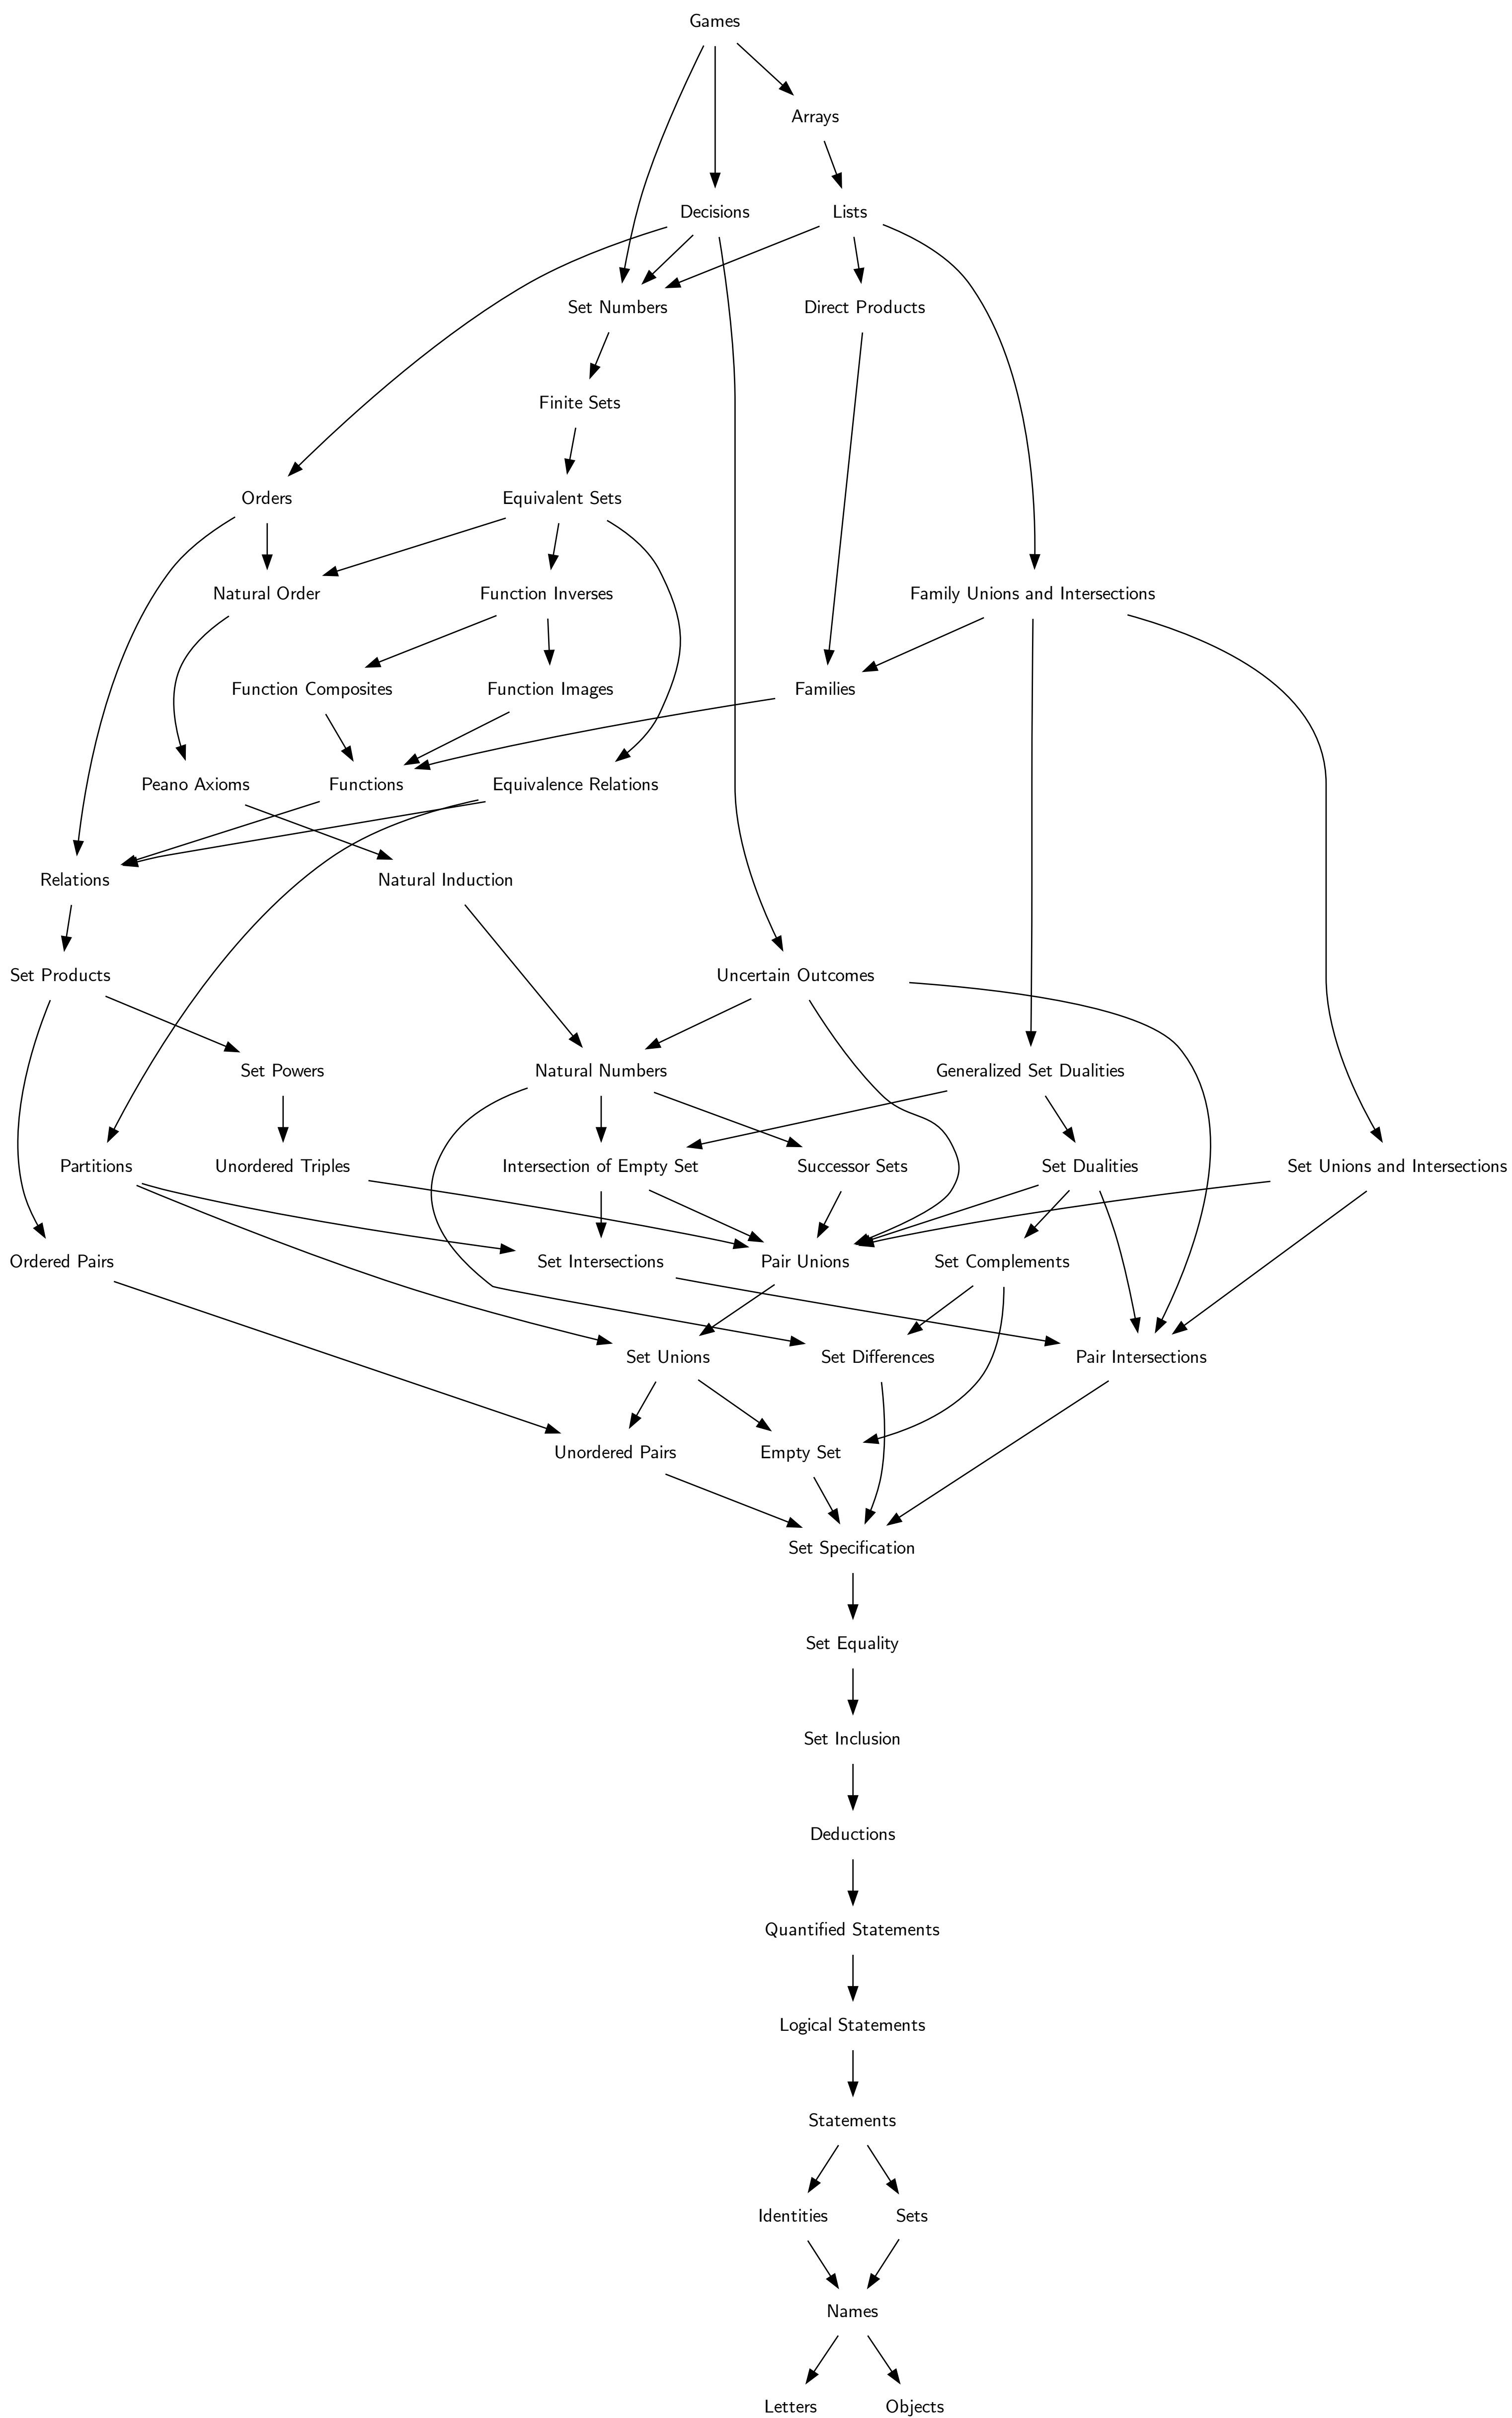 Games
Arrays
Decisions
Lists
Set Numbers
Direct Products
Finite Sets
Orders
Equivalent Sets
Natural Order
Function Inverses
Family Unions and Intersections
Function Composites
Function Images
Families
Peano Axioms
Functions
Equivalence Relations
Relations
Natural Induction
Set Products
Uncertain Outcomes
Set Powers
Natural Numbers
Generalized Set Dualities
Partitions
Unordered Triples
Intersection of Empty Set
Successor Sets
Set Dualities
Set Unions and Intersections
Ordered Pairs
Set Intersections
Pair Unions
Set Complements
Set Unions
Set Differences
Pair Intersections
Unordered Pairs
Empty Set
Set Specification
Set Equality
Set Inclusion
Deductions
Quantified Statements
Logical Statements
Statements
Identities
Sets
Names
Letters
Objects